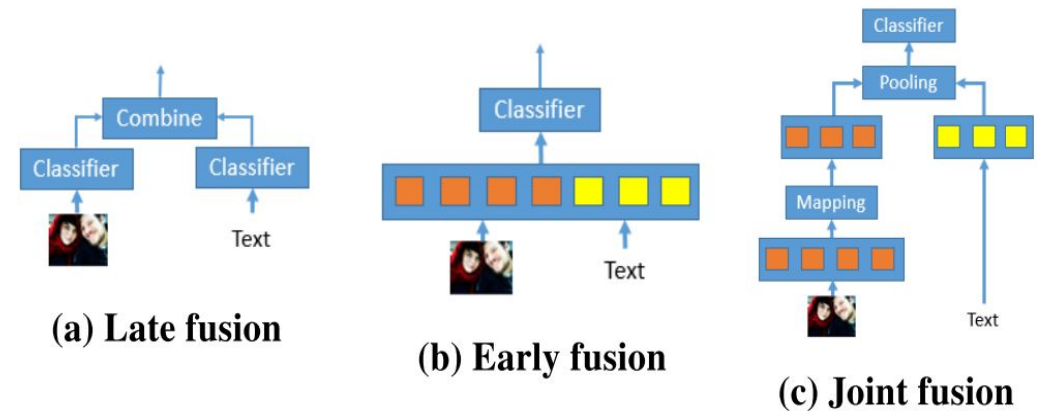 Combine
Classifier Classifier
Text
(a) Late fusion
Classifier
Text
(b) Early fusion
Classifier
Pooling
Mapping
Text
(c) Joint fusion